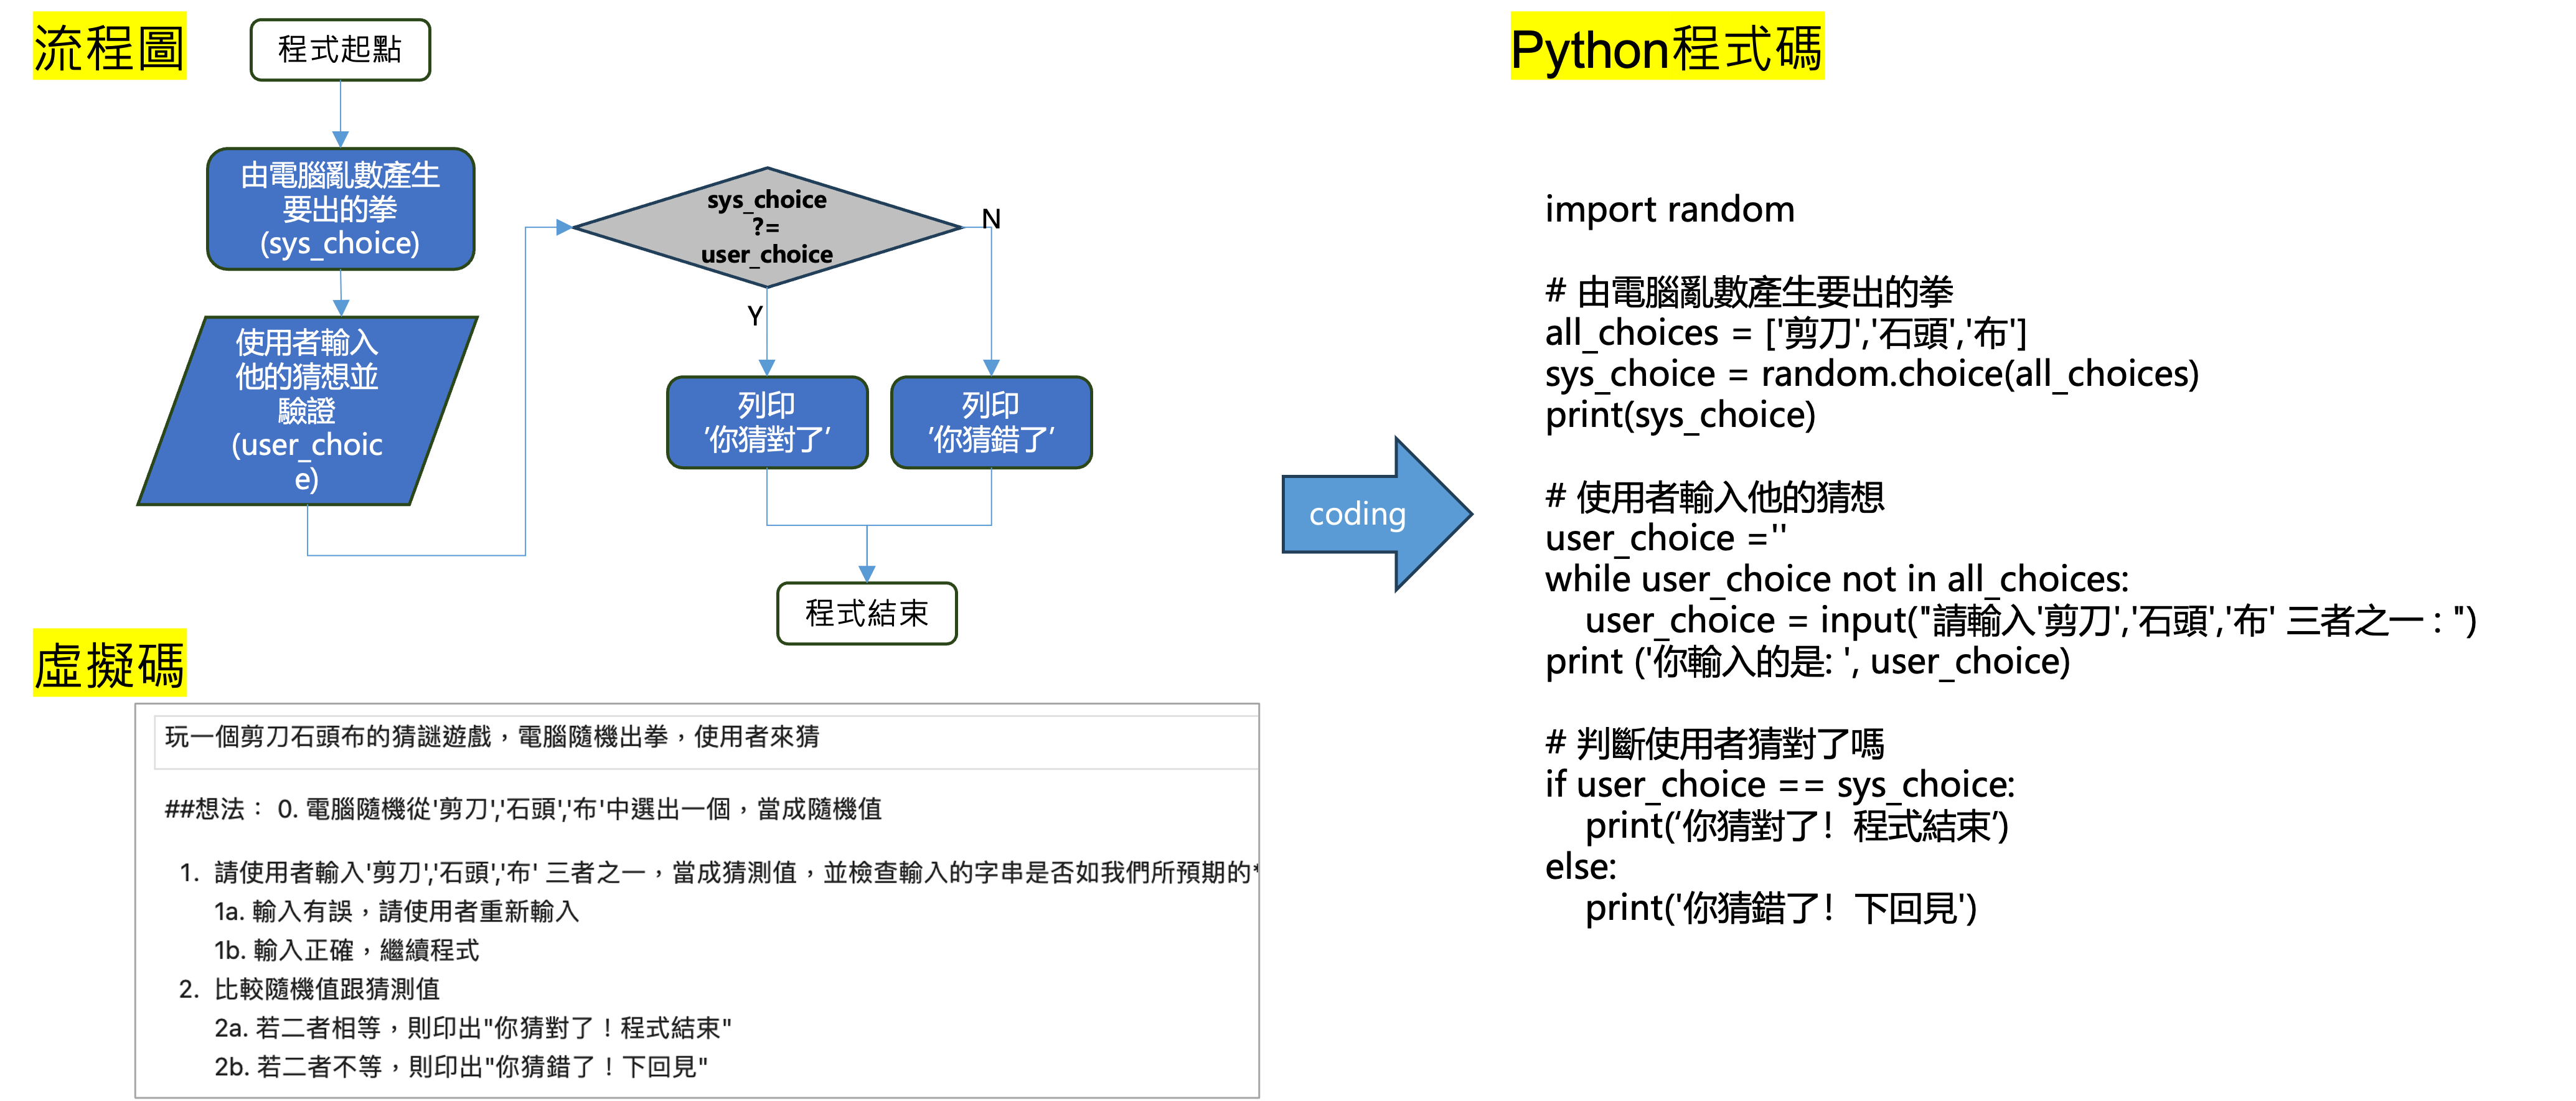 流程圖
程式起點
由電腦亂數產生
要出的拳
(sys_choice)
使用者輸入
他的猜想並
驗證
(user_choic
e)
sys_choice
?=
user_choice
N
Y
列印
'你猜對了'
列印
'你猜錯了'
程式結束
虛擬碼
玩一個剪刀石頭布的猜謎遊戲，電腦隨機出拳，使用者來猜
##想法： 0. 電腦隨機從'剪刀','石頭','布'中選出一個，當成隨機值
1. 請使用者輸入'剪刀','石頭','布' 三者之一，當成猜測值，並檢查輸入的字串是否如我們所預期的*
1a. 輸入有誤，請使用者重新輸入
1b. 輸入正確，繼續程式
2. 比較隨機值跟猜測值
2a. 若二者相等，則印出"你猜對了！程式結束"
2b. 若二者不等，則印出"你猜錯了！下回見"
coding
Python程式碼
import random
# 由電腦亂數產生要出的拳
all_choices = ['剪刀','石頭','布']
sys_choice = random.choice(all_choices)
print(sys_choice)
# 使用者輸入他的猜想
user_choice =''
while user_choice not in all_choices:
user_choice = input("請輸入'剪刀','石頭','布' 三者之一 : ")
print ('你輸入的是: ', user_choice)
# 判斷使用者猜對了嗎
if user_choice == sys_choice:
print(‘你猜對了！程式結束’)
else:
print('你猜錯了！下回見')